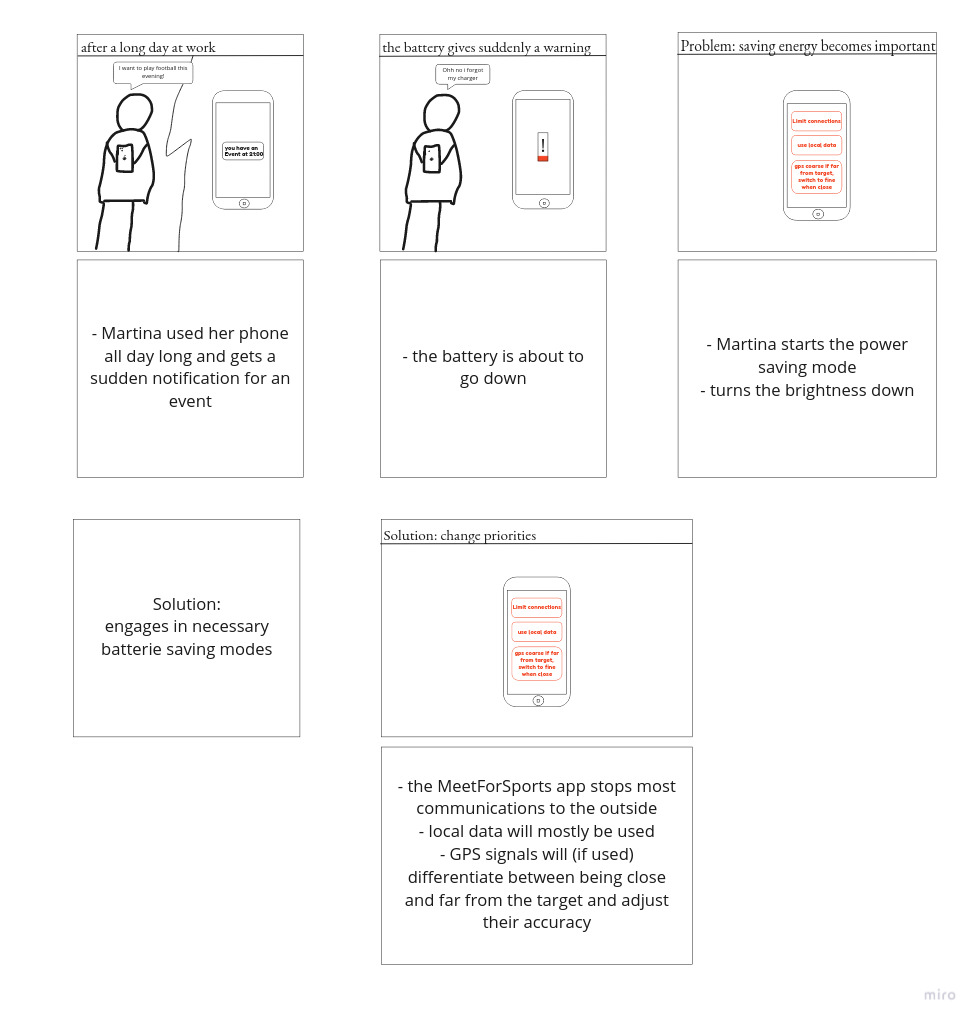 after a long day at work
I want to play football this
evening!
you have an
Event at 21:00
the battery gives suddenly a warning
Ohh no i forgot
my charger
!
Problem: saving energy becomes important
Limit connections
use local data
gps coarse if far
from target,
switch to fine
when close
- Martina used her phone
all day long and gets a
sudden notification for an
event
- the battery is about to
go down
- Martina starts the power
saving mode
- turns the brightness down
Solution:
engages in necessary
batterie saving modes
Solution: change priorities
Limit connections
use local data
gps coarse if far
from target,
switch to fine
when close
- the MeetForSports app stops most
communications to the outside
- local data will mostly be used
- GPS signals will (if used)
differentiate between being close
and far from the target and adjust
their accuracy
miro